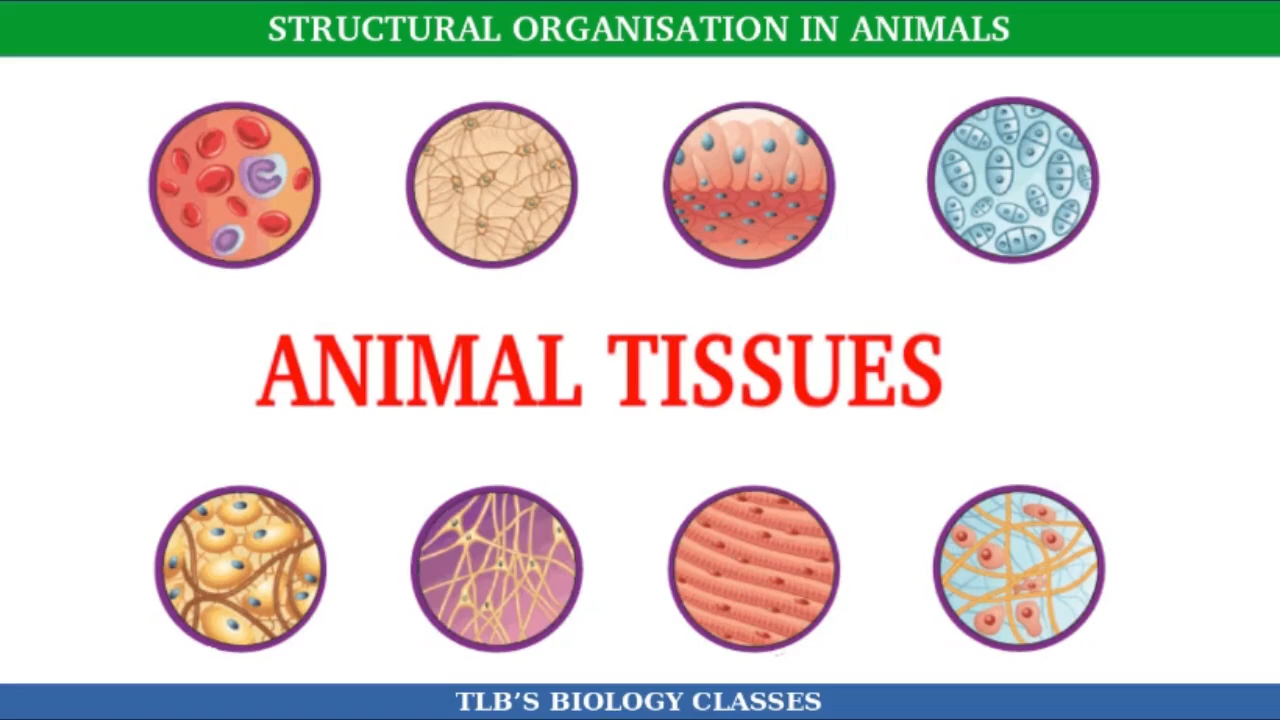 STRUCTURAL ORGANISATION IN ANIMALS
ANIMAL TISSUES
TLB'S BIOLOGY CLASSES